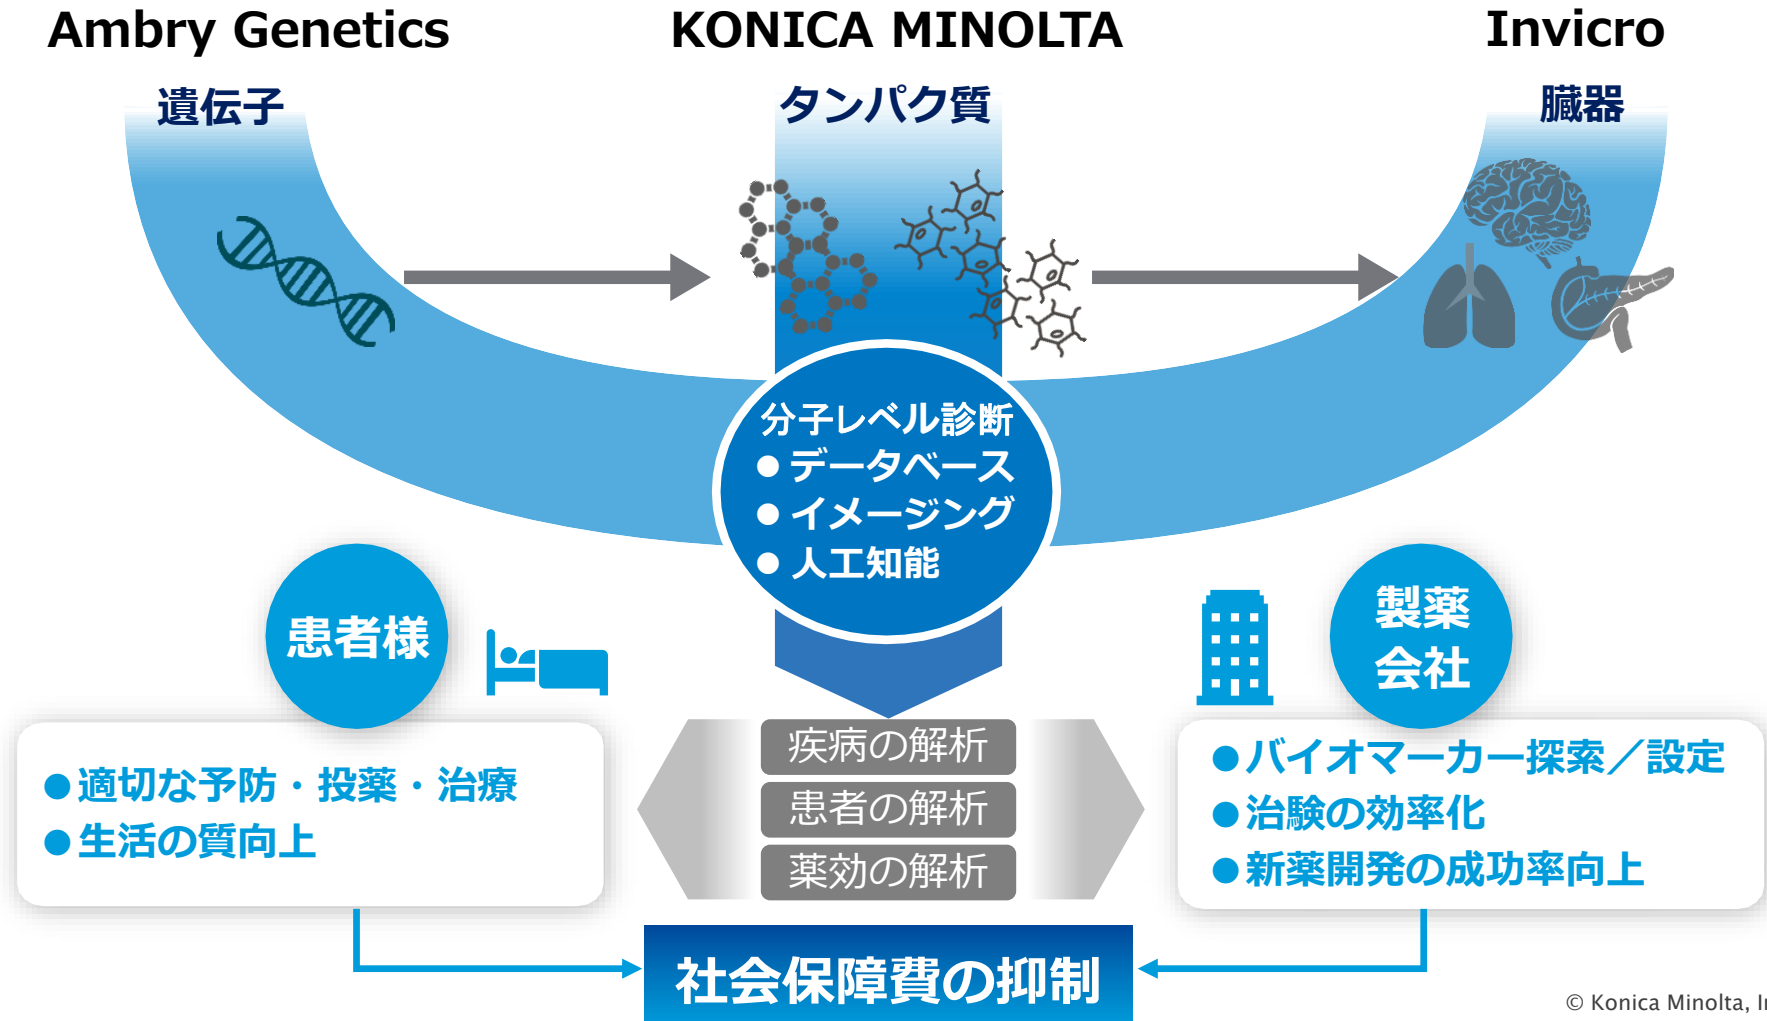 Ambry Genetics
KONICA MINOLTA
Invicro
遺伝子
タンパク質
臓器
分子レベル診断
● データベース
● イメージング
● 人工知能
患者様
製薬
会社
●適切な予防・投薬・治療
●生活の質向上
疾病の解析
患者の解析
薬効の解析
●バイオマーカー探索／設定
●治験の効率化
●新薬開発の成功率向上
社会保障費の抑制
© Konica Minolta,